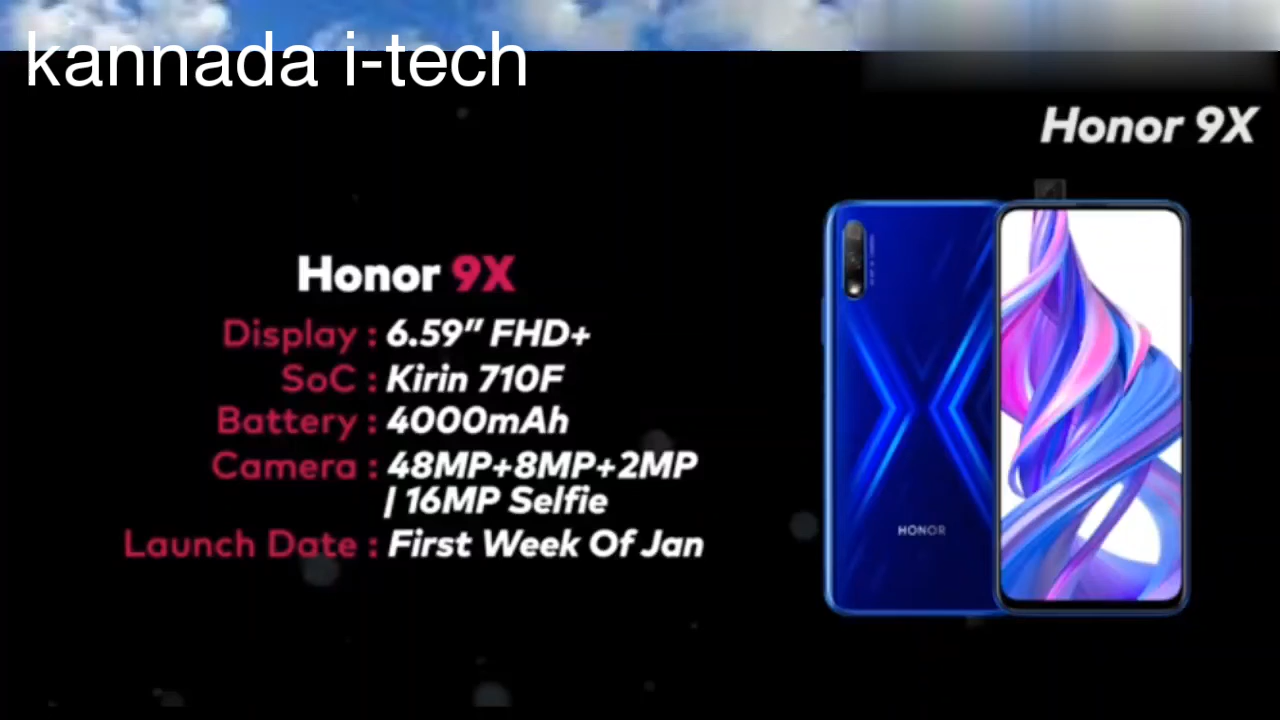 kannada i-tech
Honor 9X
Honor 9X
Display : 6.59” FHD+
SoC : Kirin 710F
Battery : 4000mAh
Camera : 48MP+8MP+2MP
| 16MP Selfie
Launch Date : First Week Of Jan
HONOR